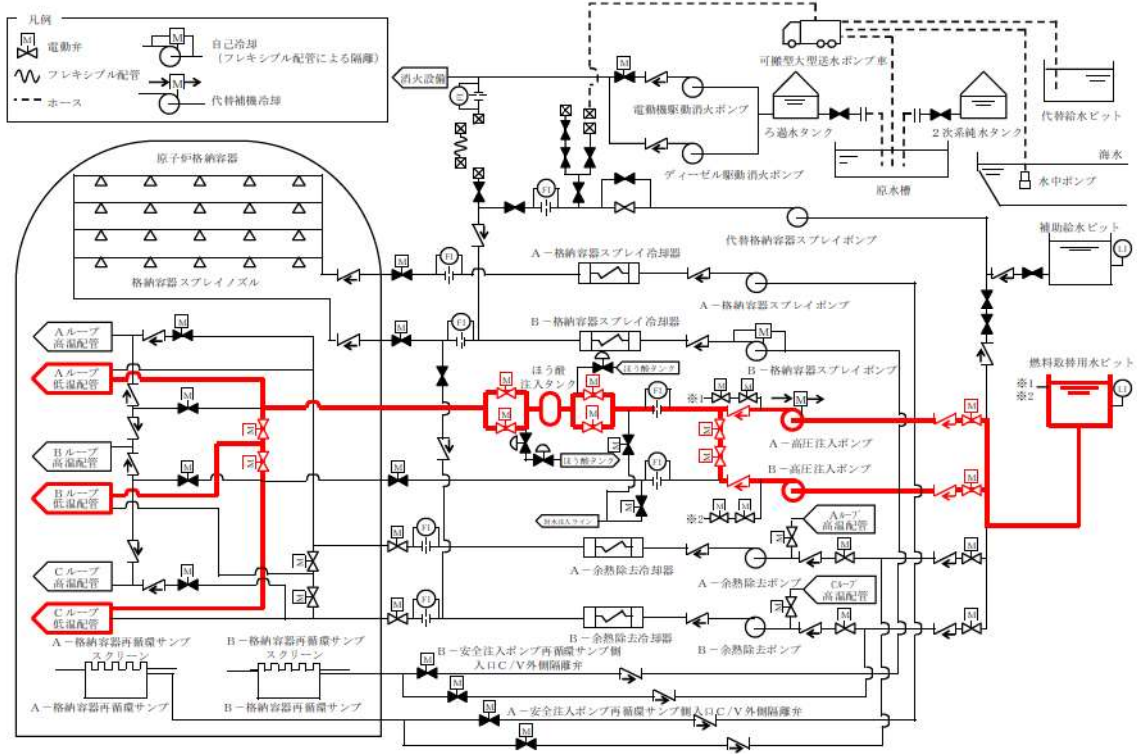 凡例
M
電動弁
フレキシブル配管
ホース
M
自己冷却
(フレキシブル配管による隔離)
M
代替補機冷却
消火設備
FI
M
電動機駆動消火ポンプ
ディーゼル駆動消火ポンプ
可搬型大型送水ポンプ車
ろ過水タンク
2次系純水タンク
原水槽
代替給水ピット
海水
水中ポンプ
原子炉格納容器
格納容器スプレイノズル
FI
代替格納容器スプレイポンプ
補助給水ピット
LI
M
FI
A-格納容器スプレイ冷却器
A-格納容器スプレイポンプ
M
FI
B-格納容器スプレイ冷却器
M
B-格納容器スプレイポンプ
Aループ
高温配管
M
Aループ
低温配管
M
Bループ
高温配管
M
Bループ
低温配管
M
Cループ
高温配管
M
Cループ
低温配管
M
M
ほう酸
注入タンク
ほう酸タンク
M
M
M
M
ほう酸タンク
M
FI
※1
M
M
M
A-高圧注入ポンプ
M
M
M
M
FI
B-高圧注入ポンプ
M
※2
M
M
M
燃料取替用水ピット
※1
※2
LI
M
M
封水注入ライン
M
FI
A-余熱除去冷却器
A-余熱除去ポンプ
M
Aループ
高温配管
M
M
M
FI
B-余熱除去冷却器
B-余熱除去ポンプ
M
Cループ
高温配管
M
M
A-格納容器再循環サンプ
スクリーン
A-格納容器再循環サンプ
B-格納容器再循環サンプ
スクリーン
B-格納容器再循環サンプ
B-安全注入ポンプ再循環サンプ側
入口C/V外側隔離弁
M
M
A-安全注入ポンプ再循環サンプ側入口C/V外側隔離弁
M
M